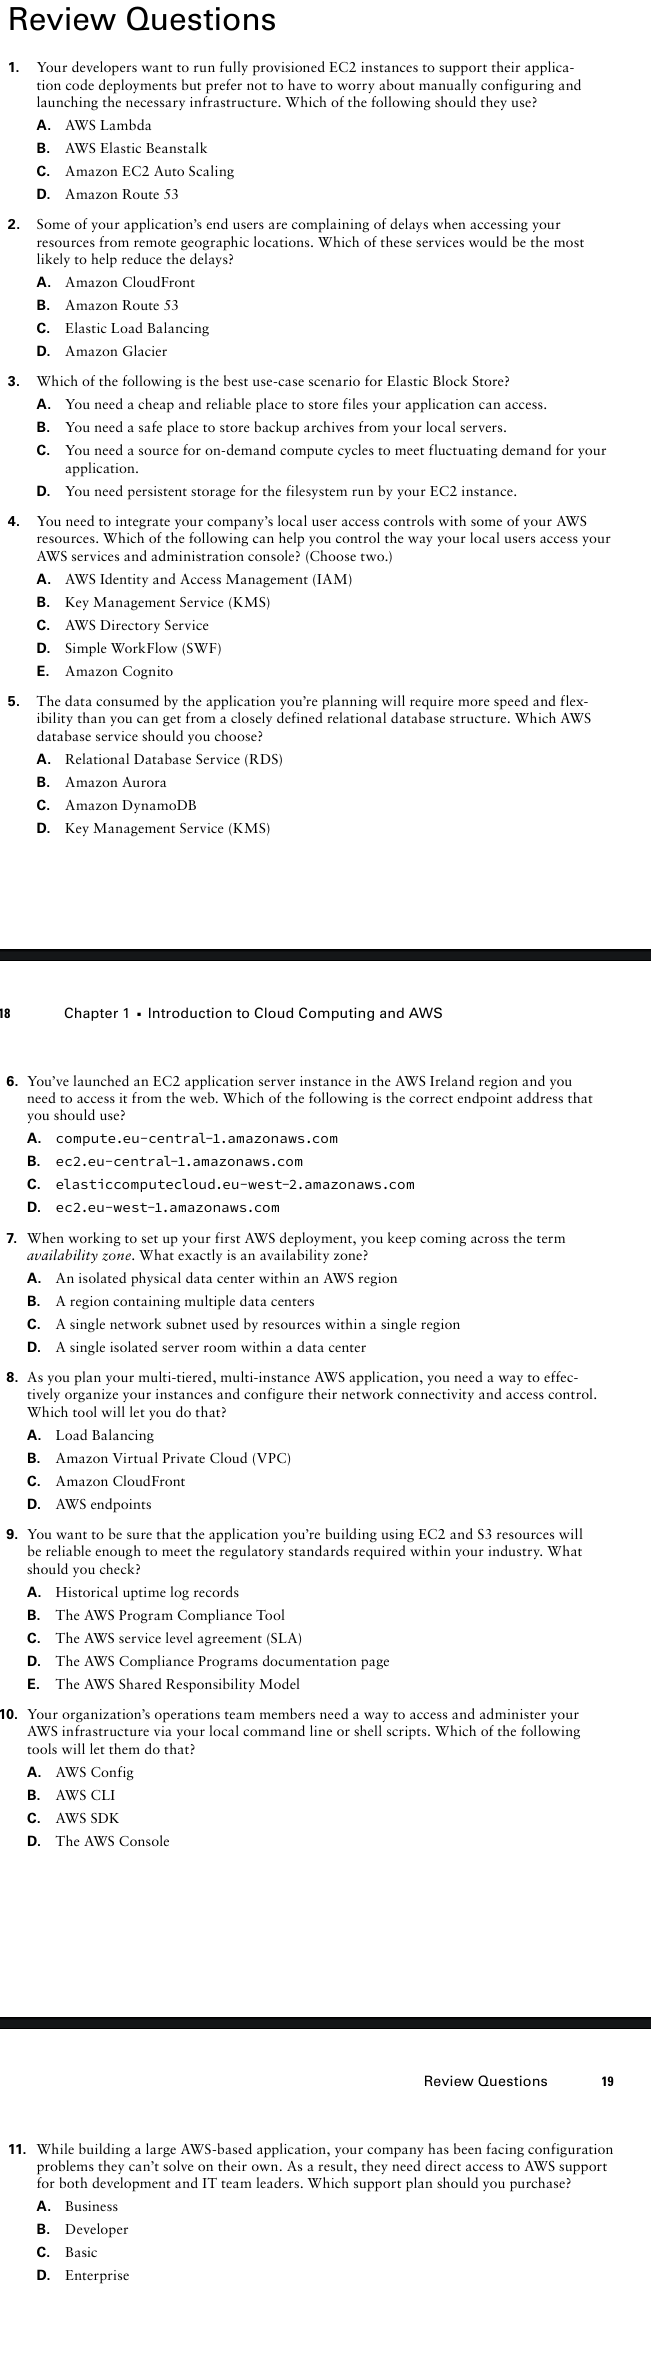 Review Questions
1. Your developers want to run fully provisioned EC2 instances to support their applica-
tion code deployments but prefer not to have to worry about manually configuring and
launching the necessary infrastructure. Which of the following should they use?
A. AWS Lambda
B. AWS Elastic Beanstalk
C. Amazon EC2 Auto Scaling
D. Amazon Route 53
2. Some of your application's end users are complaining of delays when accessing your
resources from remote geographic locations. Which of these services would be the most
likely to help reduce the delays?
A. Amazon CloudFront
B. Amazon Route 53
C. Elastic Load Balancing
D. Amazon Glacier
3. Which of the following is the best use-case scenario for Elastic Block Store?
A. You need a cheap and reliable place to store files your application can access.
B. You need a safe place to store backup archives from your local servers.
C. You need a source for on-demand compute cycles to meet fluctuating demand for your
application.
D. You need persistent storage for the filesystem run by your EC2 instance.
4. You need to integrate your company's local user access controls with some of your AWS
resources. Which of the following can help you control the way your local users access your
AWS services and administration console? (Choose two.)
A. AWS Identity and Access Management (IAM)
B. Key Management Service (KMS)
C. AWS Directory Service
D. Simple WorkFlow (SWF)
E. Amazon Cognito
5. The data consumed by the application you're planning will require more speed and flex-
ibility than you can get from a closely defined relational database structure. Which AWS
database service should you choose?
A. Relational Database Service (RDS)
B. Amazon Aurora
C. Amazon DynamoDB
D. Key Management Service (KMS)
18 Chapter 1 ▪ Introduction to Cloud Computing and AWS
6. You've launched an EC2 application server instance in the AWS Ireland region and you
need to access it from the web. Which of the following is the correct endpoint address that
you should use?
A. compute.eu-central-1.amazonaws.com
B. ec2.eu-central-1.amazonaws.com
C. elasticcomputecloud.eu-west-2.amazonaws.com
D. ec2.eu-west-1.amazonaws.com
7. When working to set up your first AWS deployment, you keep coming across the term
availability zone. What exactly is an availability zone?
A. An isolated physical data center within an AWS region
B. A region containing multiple data centers
C. A single network subnet used by resources within a single region
D. A single isolated server room within a data center
8. As you plan your multi-tiered, multi-instance AWS application, you need a way to effec-
tively organize your instances and configure their network connectivity and access control.
Which tool will let you do that?
A. Load Balancing
B. Amazon Virtual Private Cloud (VPC)
C. Amazon CloudFront
D. AWS endpoints
9. You want to be sure that the application you're building using EC2 and S3 resources will
be reliable enough to meet the regulatory standards required within your industry. What
should you check?
A. Historical uptime log records
B. The AWS Program Compliance Tool
C. The AWS service level agreement (SLA)
D. The AWS Compliance Programs documentation page
E. The AWS Shared Responsibility Model
10. Your organization's operations team members need a way to access and administer your
AWS infrastructure via your local command line or shell scripts. Which of the following
tools will let them do that?
A. AWS Config
B. AWS CLI
C. AWS SDK
D. The AWS Console
Review Questions 19
11. While building a large AWS-based application, your company has been facing configuration
problems they can't solve on their own. As a result, they need direct access to AWS support
for both development and IT team leaders. Which support plan should you purchase?
A. Business
B. Developer
C. Basic
D. Enterprise